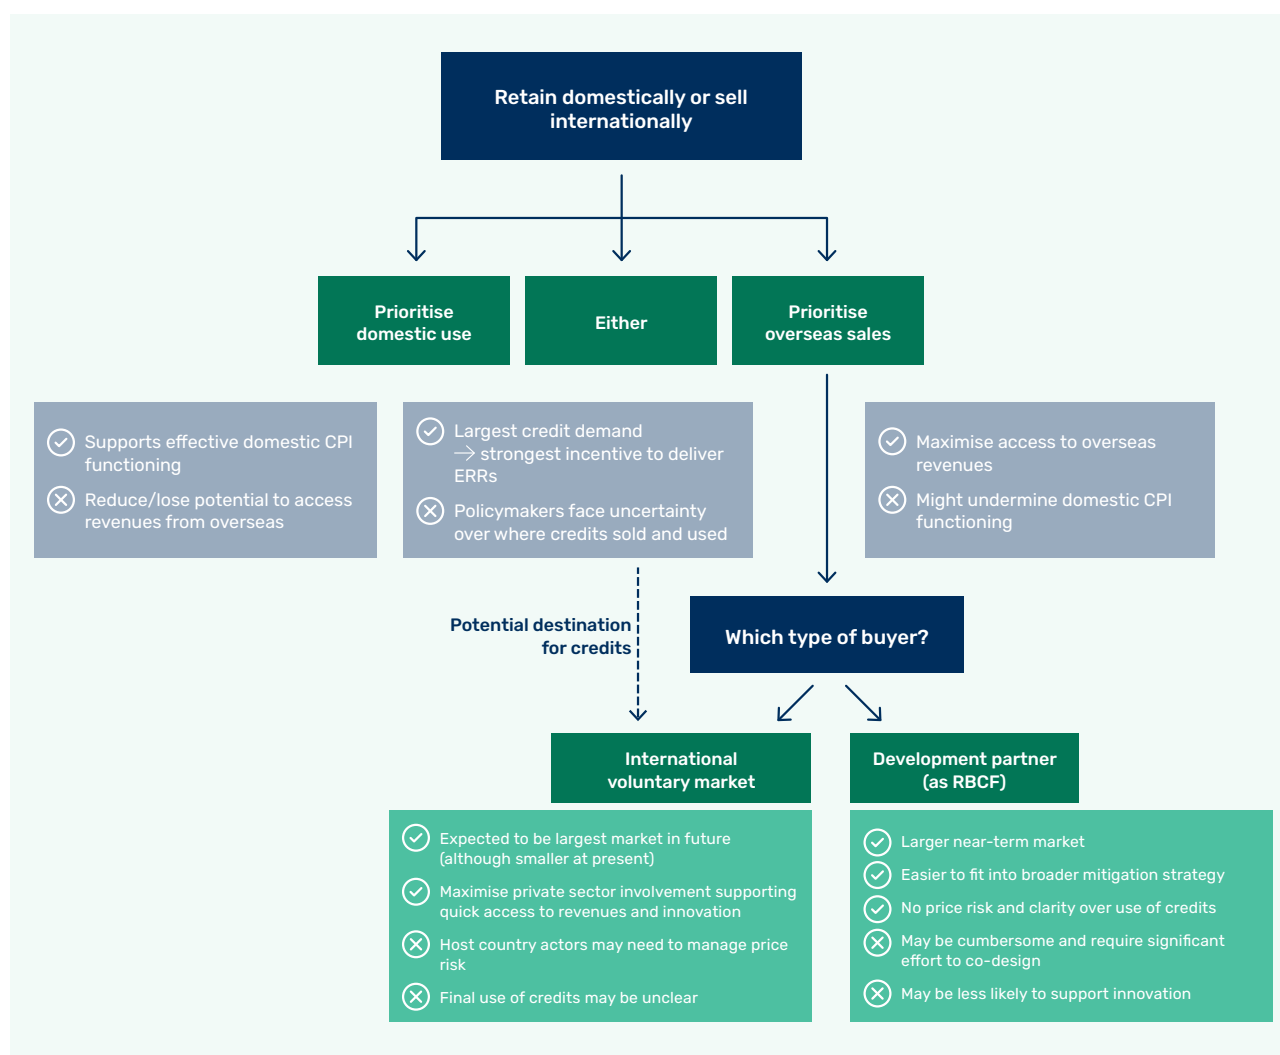 Retain domestically or sell
internationally
Prioritise
domestic use
Either
Prioritise
overseas sales
Supports effective domestic CPI
functioning
Reduce/lose potential to access
revenues from overseas
Largest credit demand
→ strongest incentive to deliver
ERRs
Policymakers face uncertainty
over where credits sold and used
Maximise access to overseas
revenues
Might undermine domestic CPI
functioning
Potential destination
for credits
Which type of buyer?
International
voluntary market
Expected to be largest market in future
(although smaller at present)
Maximise private sector involvement supporting
quick access to revenues and innovation
Host country actors may need to manage price
risk
Final use of credits may be unclear
Development partner
(as RBCF)
Larger near-term market
Easier to fit into broader mitigation strategy
No price risk and clarity over use of credits
May be cumbersome and require significant
effort to co-design
May be less likely to support innovation